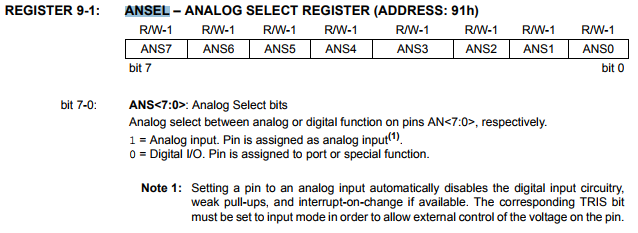 REGISTER 9-1: ANSEL – ANALOG SELECT REGISTER (ADDRESS: 91h)
R/W-1 R/W-1 R/W-1 R/W-1 R/W-1 R/W-1 R/W-1 R/W-1
ANS7 ANS6 ANS5 ANS4 ANS3 ANS2 ANS1 ANS0
bit 7 bit 0
bit 7-0: ANS<7:0>: Analog Select bits
Analog select between analog or digital function on pins AN<7:0>, respectively.
1 = Analog input. Pin is assigned as analog input(1).
0 = Digital I/O. Pin is assigned to port or special function.
Note 1: Setting a pin to an analog input automatically disables the digital input circuitry,
weak pull-ups, and interrupt-on-change if available. The corresponding TRIS bit
must be set to input mode in order to allow external control of the voltage on the pin.